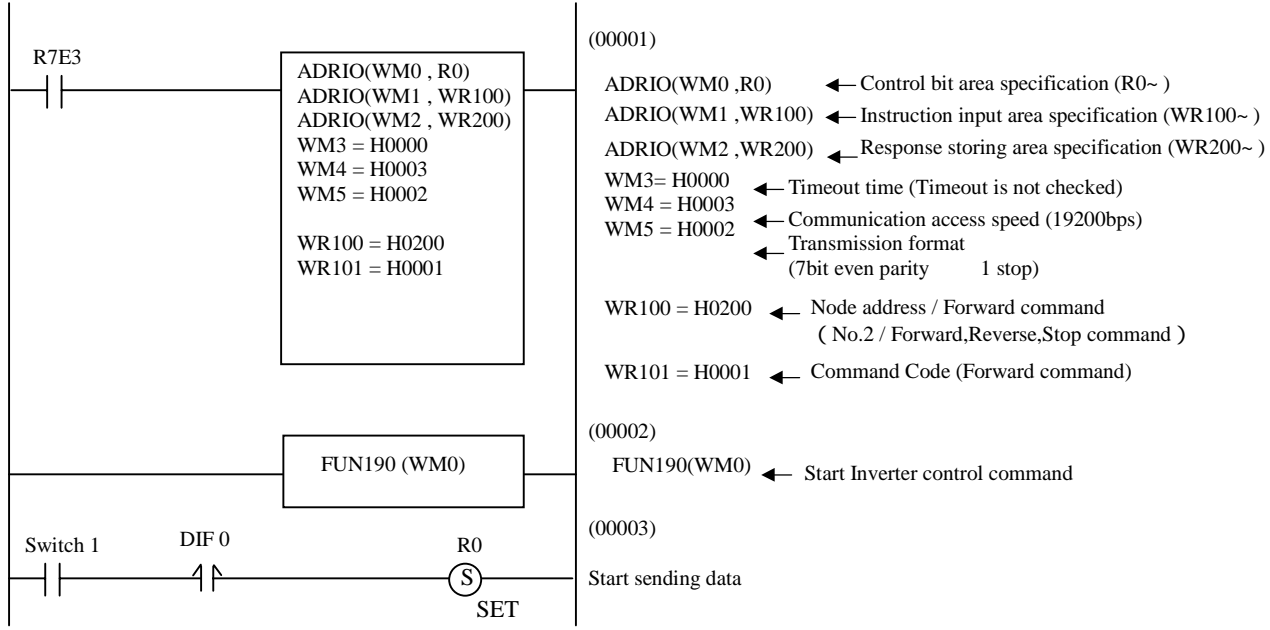 R7E3
ADRIO(WM0 , R0)
ADRIO(WM1 , WR100)
ADRIO(WM2 , WR200)
WM3 = H0000
WM4 = H0003
WM5 = H0002
WR100 = H0200
WR101 = H0001
(00001)
ADRIO(WM0 ,R0) Control bit area specification (R0~ )
ADRIO(WM1 ,WR100) Instruction input area specification (WR100~ )
ADRIO(WM2 ,WR200) Response storing area specification (WR200~ )
WM3= H0000 Timeout time (Timeout is not checked)
WM4 = H0003
WM5 = H0002 Communication access speed (19200bps)
Transmission format
(7bit even parity 1 stop)
WR100 = H0200 Node address / Forward command
( No.2 / Forward,Reverse,Stop command )
WR101 = H0001 Command Code (Forward command)
FUN190 (WM0)
(00002)
FUN190(WM0) Start Inverter control command
Switch 1 DIF 0 R0
S
SET
(00003)
Start sending data